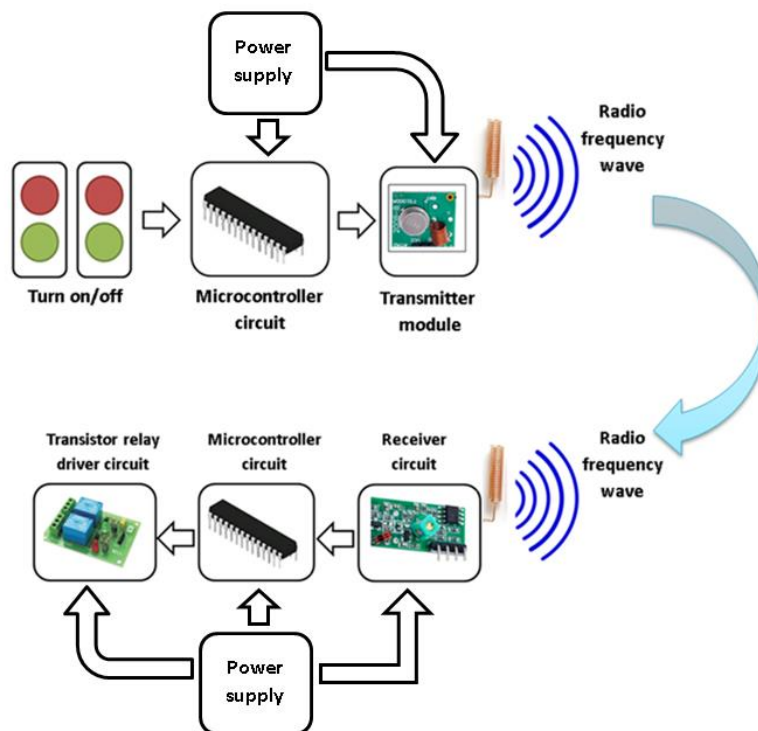 Power
supply
Radio
frequency
wave
Turn on/off
Microcontroller
circuit
Transmitter
module
Transistor relay
driver circuit
Microcontroller
circuit
Receiver
circuit
Radio
frequency
wave
Power
supply